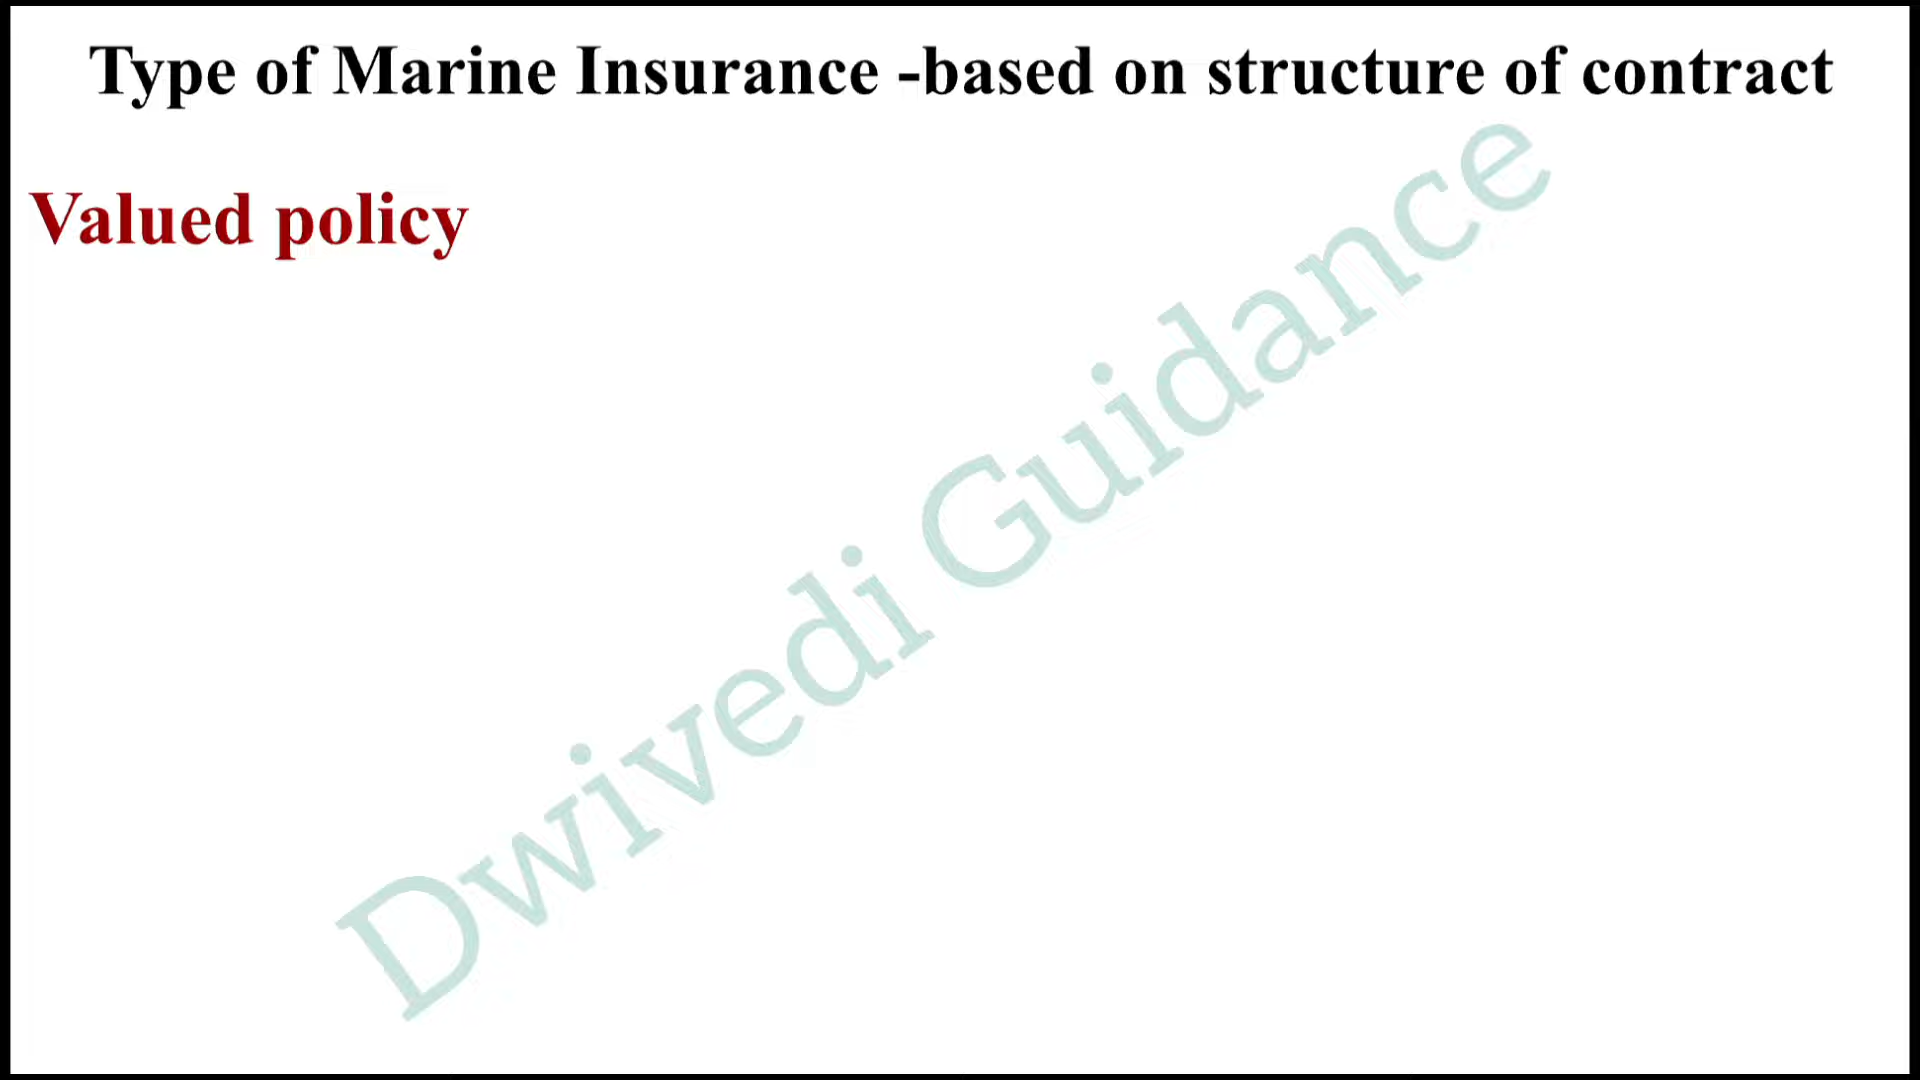 Type of Marine Insurance -based on structure of contract
Valued policy
Dwivedi Guidance